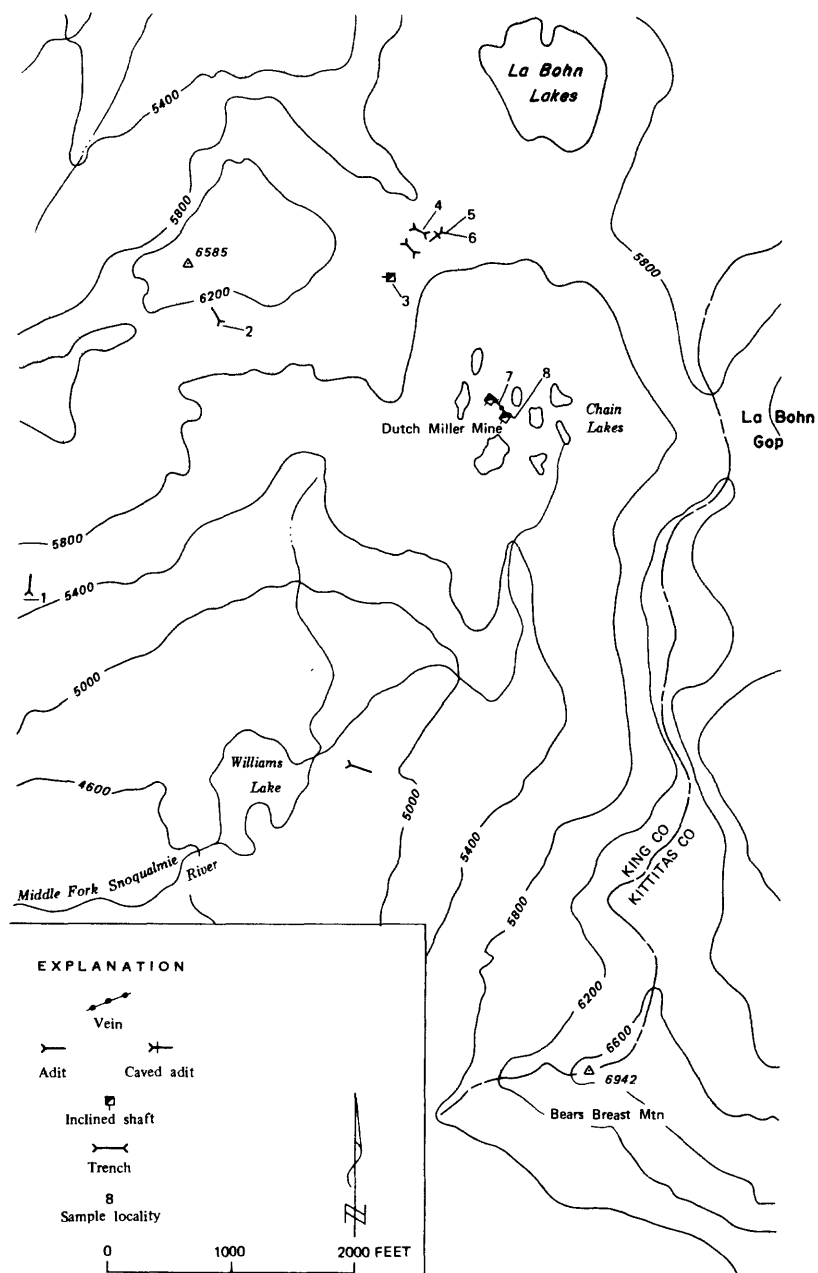 La Bohn
Lakes
5400
5800
6585
6200
4
5
6
3
2
5800
7
8
Dutch Miller Mine
Chain
Lakes
La Bohn
Gop
5800
1
5400
5000
Williams
Lake
4600
5000
5400
Middle Fork Snoqualmie
River
KING CO
KITTITAS CO
5800
6200
6600
6942
Bears Breast Mtn
EXPLANATION
Vein
Adit
Caved adit
Inclined shaft
Trench
8
Sample locality
N
0
1000
2000 FEET